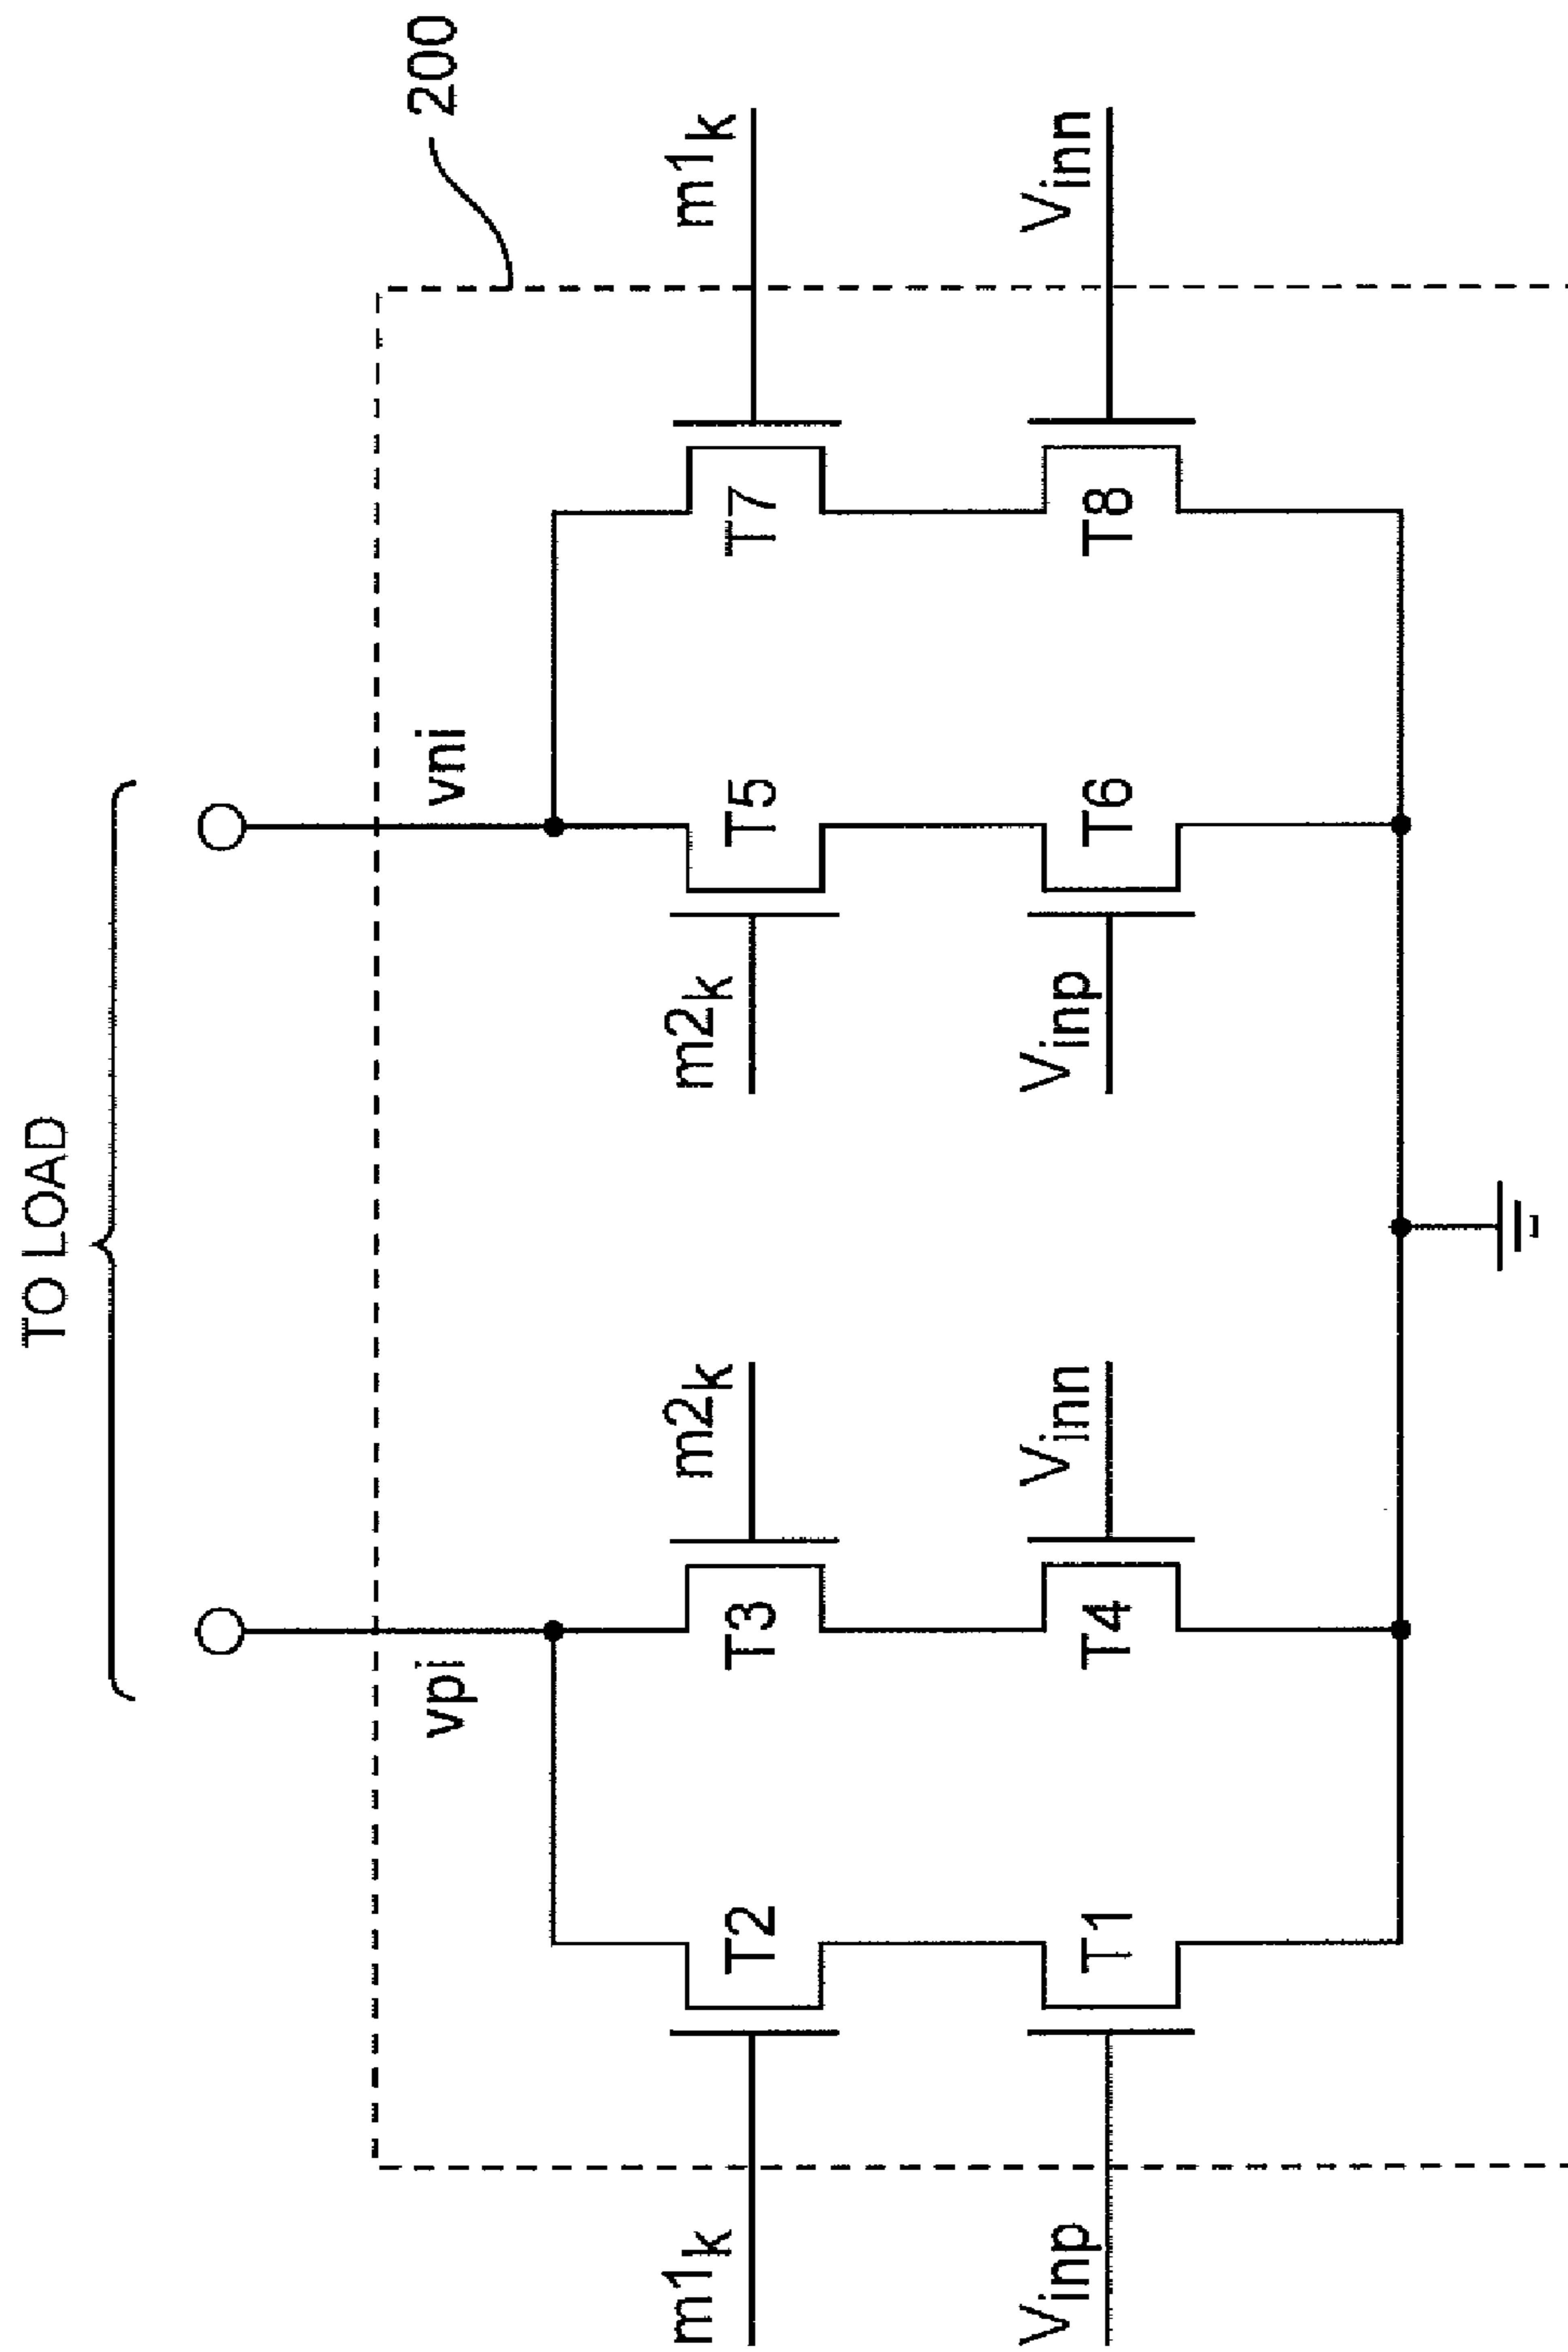 TO LOAD
200
vpi
vni
m1k
T2
T3
m2k
m2k
T5
T7
m1k
Vinp
T1
T4
Vinn
Vinp
T6
T8
Vinn